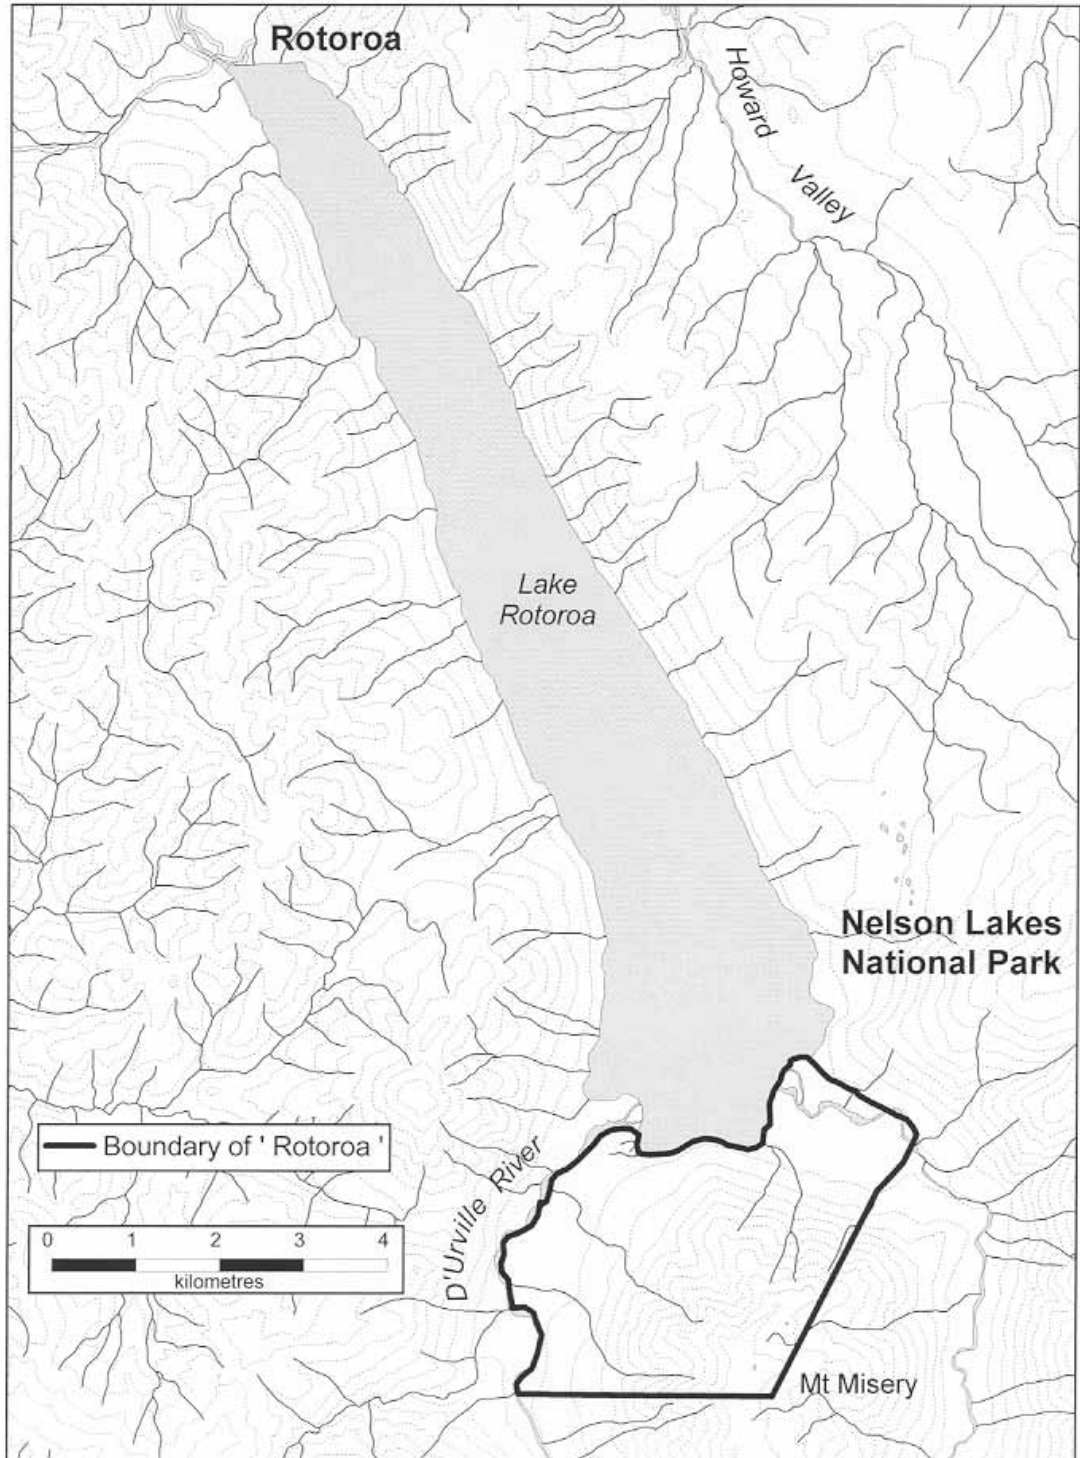 Rotoroa
Howard
Valley
Lake
Rotoroa
Nelson Lakes
National Park
Boundary of ' Rotoroa '
D'Urville River
0 1 2 3 4
kilometres
Mt Misery